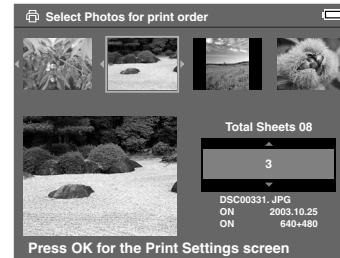 Select Photos for print order
Total Sheets 08
3
DSC00331. JPG
ON 2003.10.25
ON 640+480
Press OK for the Print Settings screen